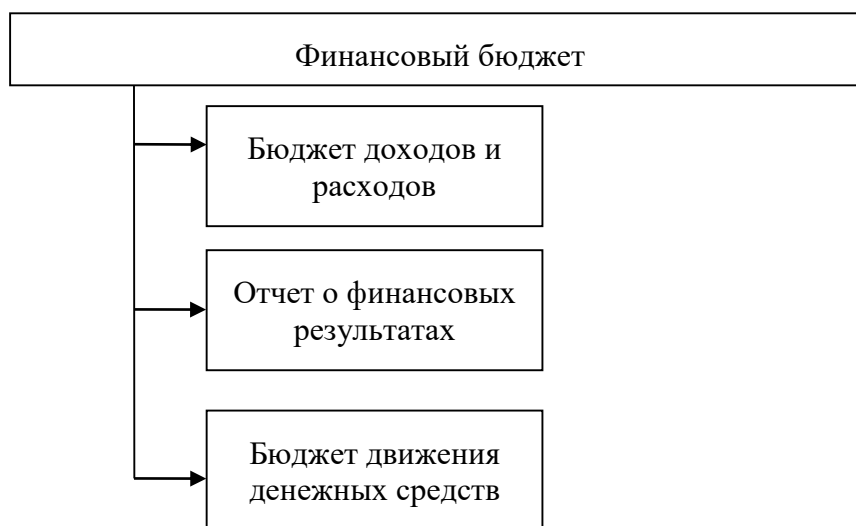 Финансовый бюджет
Бюджет доходов и
расходов
Отчет о финансовых
результатах
Бюджет движения
денежных средств